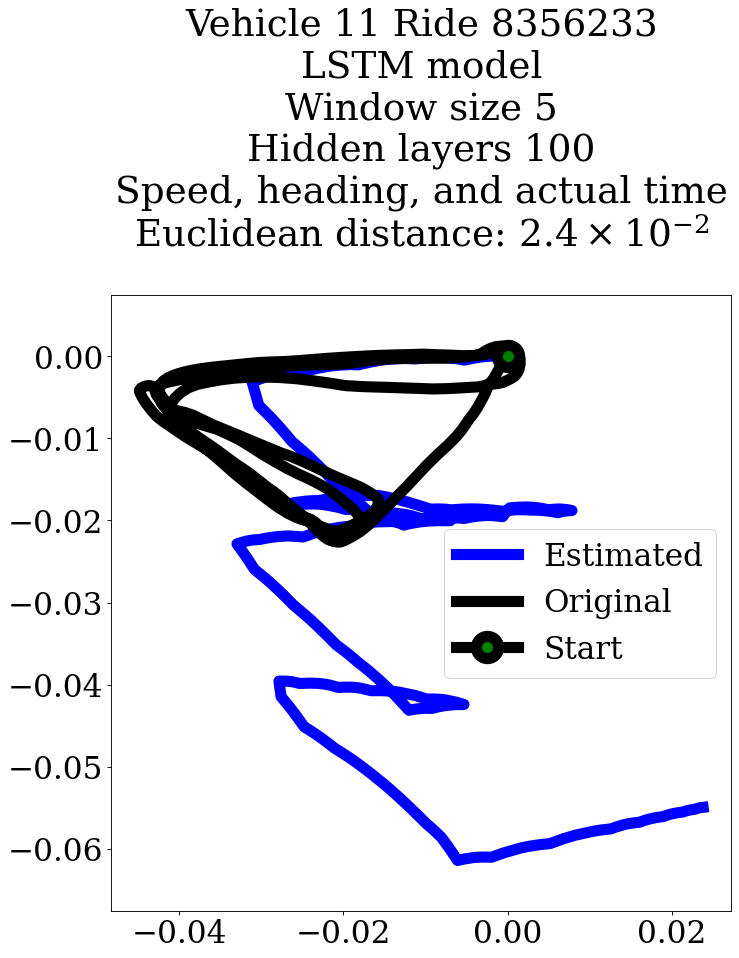 Vehicle 11 Ride 8356233
LSTM model
Window size 5
Hidden layers 100
Speed, heading, and actual time
Euclidean distance: 2.4 × 10⁻²
0.00
−0.01
−0.02
−0.03
−0.04
−0.05
−0.06
Estimated
Original
Start
−0.04 −0.02 0.00 0.02